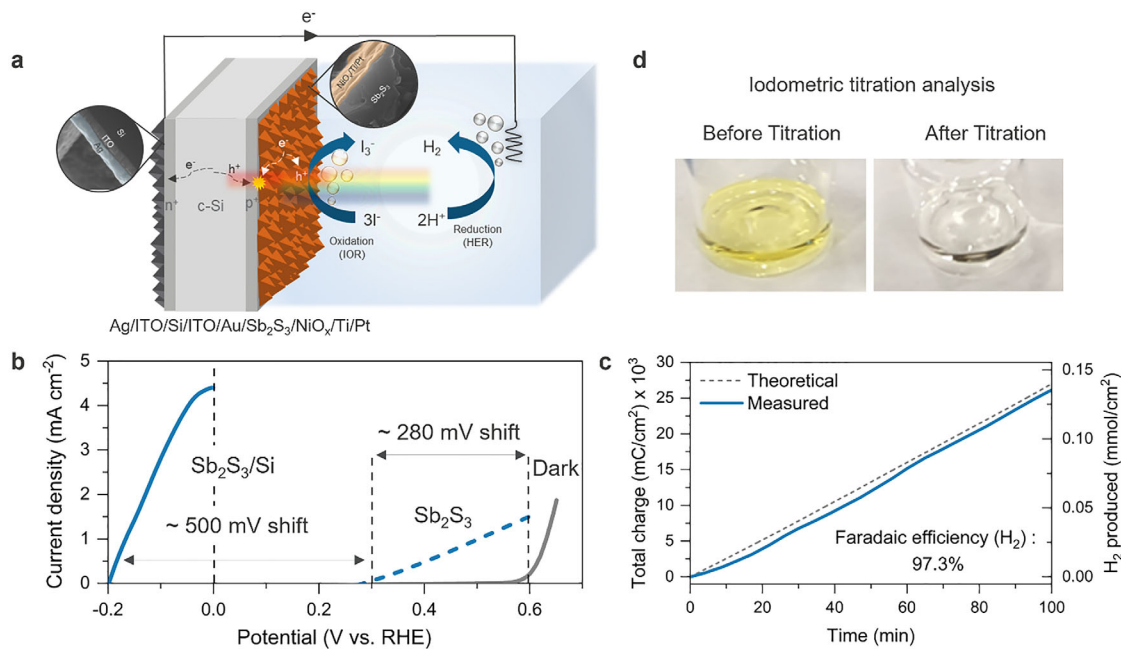 a
e⁻
NiOₓ/Ti/Pt
Sb₂S₃
Si
ITO
Ag
e⁻
h⁺
e⁻
h⁺
n⁺
c-Si
p⁺
I₃⁻
H₂
3I⁻
2H⁺
Oxidation
(IOR)
Reduction
(HER)
Ag/ITO/Si/ITO/Au/Sb₂S₃/NiOₓ/Ti/Pt
d
Iodometric titration analysis
Before Titration
After Titration
b
Current density (mA cm⁻²)
5
4
3
2
1
0
-0.2
0.0
0.2
0.4
0.6
Potential (V vs. RHE)
Sb₂S₃/Si
~ 500 mV shift
~ 280 mV shift
Sb₂S₃
Dark
c
Total charge (mC/cm²) x 10³
30
25
20
15
10
5
0
Theoretical
Measured
Faradaic efficiency (H₂) :
97.3%
0.15
0.10
0.05
0.00
H₂ produced (mmol/cm²)
0
20
40
60
80
100
Time (min)